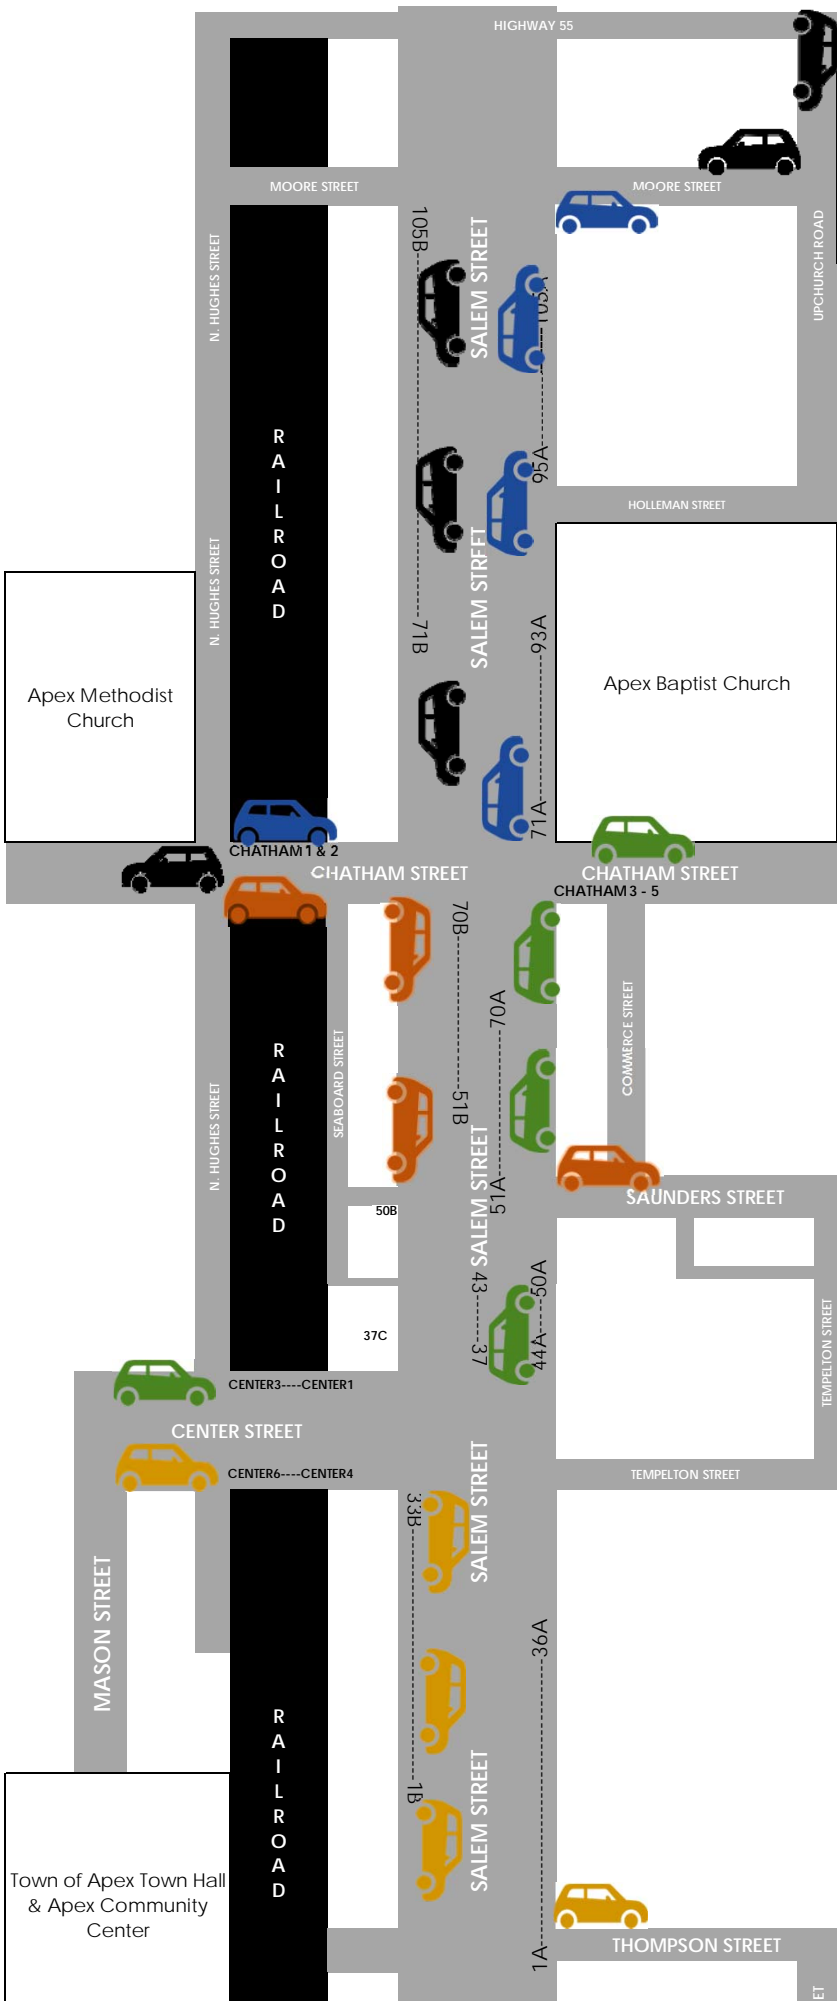 HIGHWAY 55
MOORE STREET
MOORE STREET
N. HUGHES STREET
105B
SALEM STREET
105A
UPCHURCH ROAD
RAILROAD
95A
HOLLEMAN STREET
N. HUGHES STREET
SALEM STREET
71B
93A
Apex Methodist
Church
Apex Baptist Church
71A
CHATHAM 1 & 2
CHATHAM STREET
CHATHAM STREET
CHATHAM 3 - 5
70B
70A
COMMERCE STREET
RAILROAD
SEABOARD STREET
N. HUGHES STREET
51B
SALEM STREET
51A
SAUNDERS STREET
50B
43
37
50A
44A
37C
TEMPELTON STREET
CENTER3----CENTER1
CENTER STREET
CENTER6----CENTER4
SALEM STREET
TEMPELTON STREET
33B
MASON STREET
36A
RAILROAD
1B
SALEM STREET
Town of Apex Town Hall
& Apex Community
Center
1A
THOMPSON STREET
ET